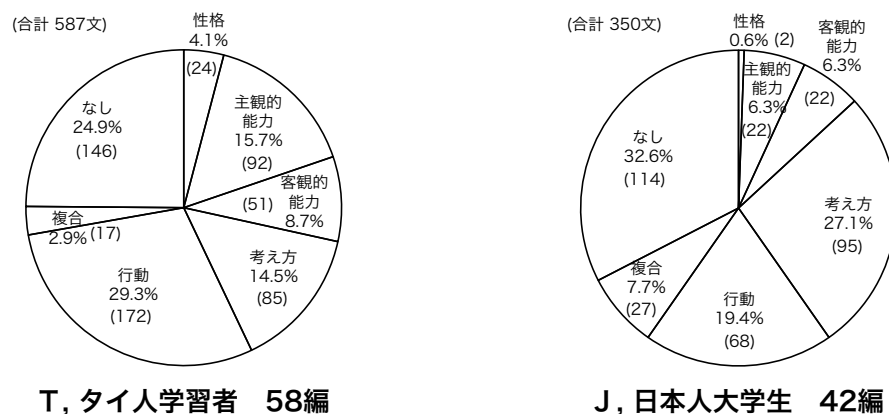 (合計 587文)
性格
4.1%
(24)
主観的
能力
15.7%
(92)
客観的
能力
8.7%
(51)
考え方
14.5%
(85)
行動
29.3%
(172)
複合
2.9%
(17)
なし
24.9%
(146)
T, タイ人学習者 58編
(合計 350文)
性格
0.6% (2)
主観的
能力
6.3%
(22)
客観的
能力
6.3%
(22)
考え方
27.1%
(95)
行動
19.4%
(68)
複合
7.7%
(27)
なし
32.6%
(114)
J, 日本人大学生 42編